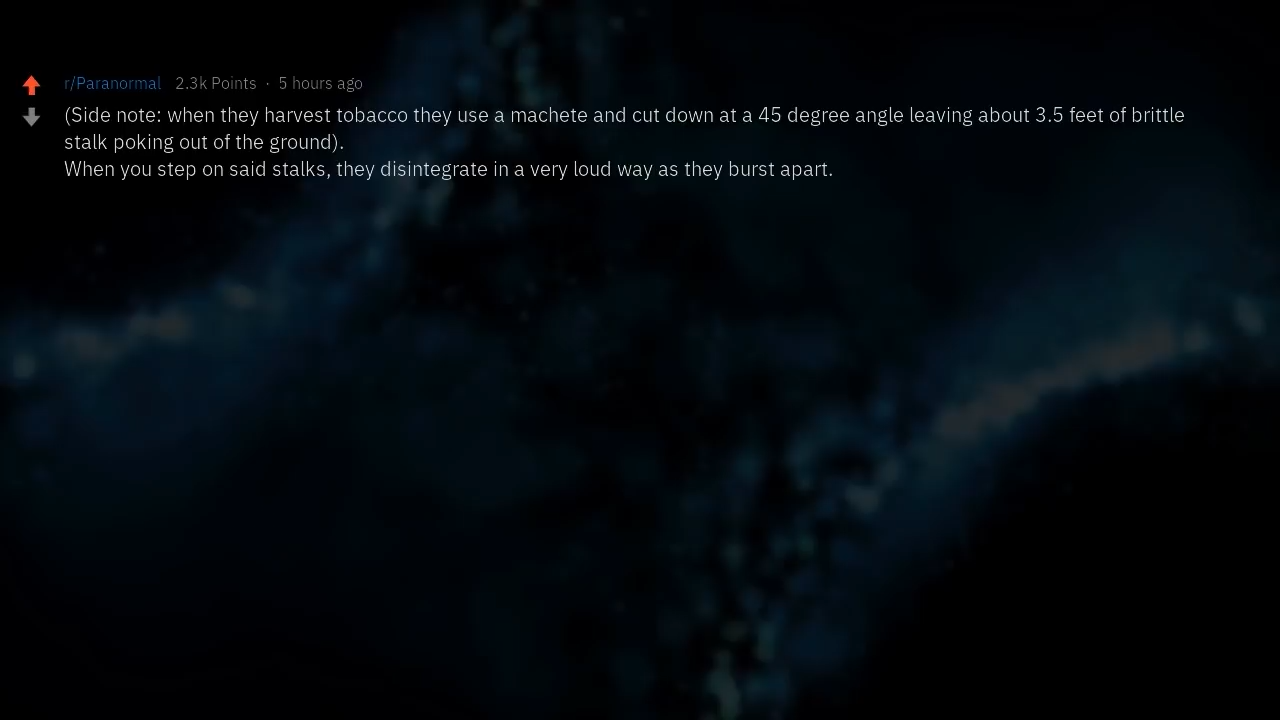 r/Paranormal 2.3k Points · 5 hours ago
(Side note: when they harvest tobacco they use a machete and cut down at a 45 degree angle leaving about 3.5 feet of brittle
stalk poking out of the ground).
When you step on said stalks, they disintegrate in a very loud way as they burst apart.